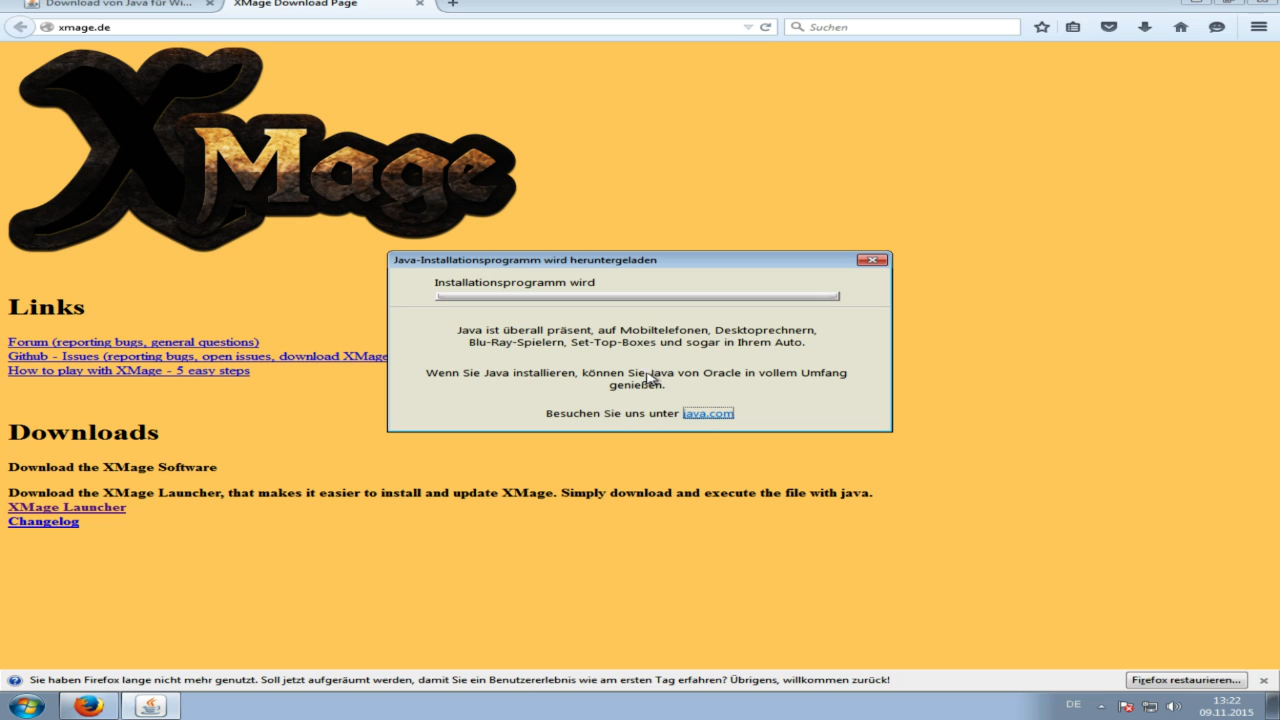 Download von Java für Wi...
XMage Download Page
xmage.de
Suchen
XMage
Java-Installationsprogramm wird heruntergeladen
Installationsprogramm wird
Java ist überall präsent, auf Mobiltelefonen, Desktoprechnern,
Blu-Ray-Spielern, Set-Top-Boxes und sogar in Ihrem Auto.
Wenn Sie Java installieren, können Sie Java von Oracle in vollem Umfang
genießen.
Besuchen Sie uns unter java.com
Links
Forum (reporting bugs, general questions)
Github - Issues (reporting bugs, open issues, download XMage
How to play with XMage - 5 easy steps
Downloads
Download the XMage Software
Download the XMage Launcher, that makes it easier to install and update XMage. Simply download and execute the file with java.
XMage Launcher
Changelog
Sie haben Firefox lange nicht mehr genutzt. Soll jetzt aufgeräumt werden, damit Sie ein Benutzererlebnis wie am ersten Tag erfahren? Übrigens, willkommen zurück!
Firefox restaurieren...
DE
13:22
09.11.2015